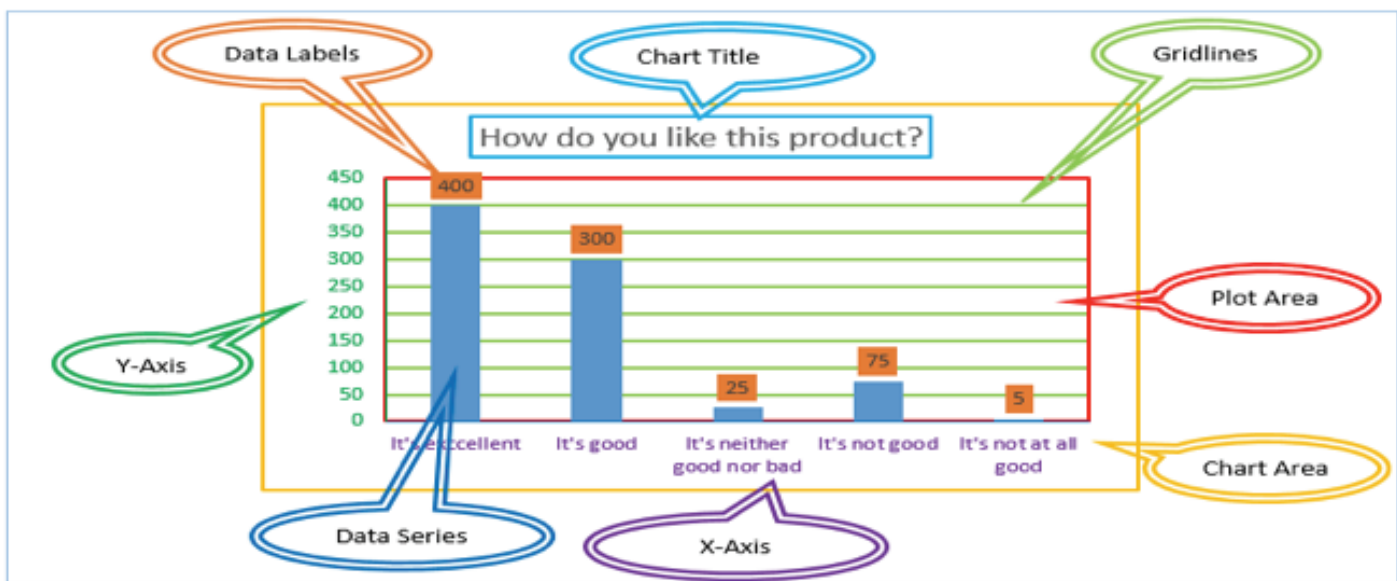 Data Labels
Chart Title
Gridlines
How do you like this product?
450
400
400
350
300
300
250
200
150
100
50
0
25
75
5
Y-Axis
Plot Area
It's exccellent
It's good
It's neither
good nor bad
It's not good
It's not at all
good
Chart Area
Data Series
X-Axis